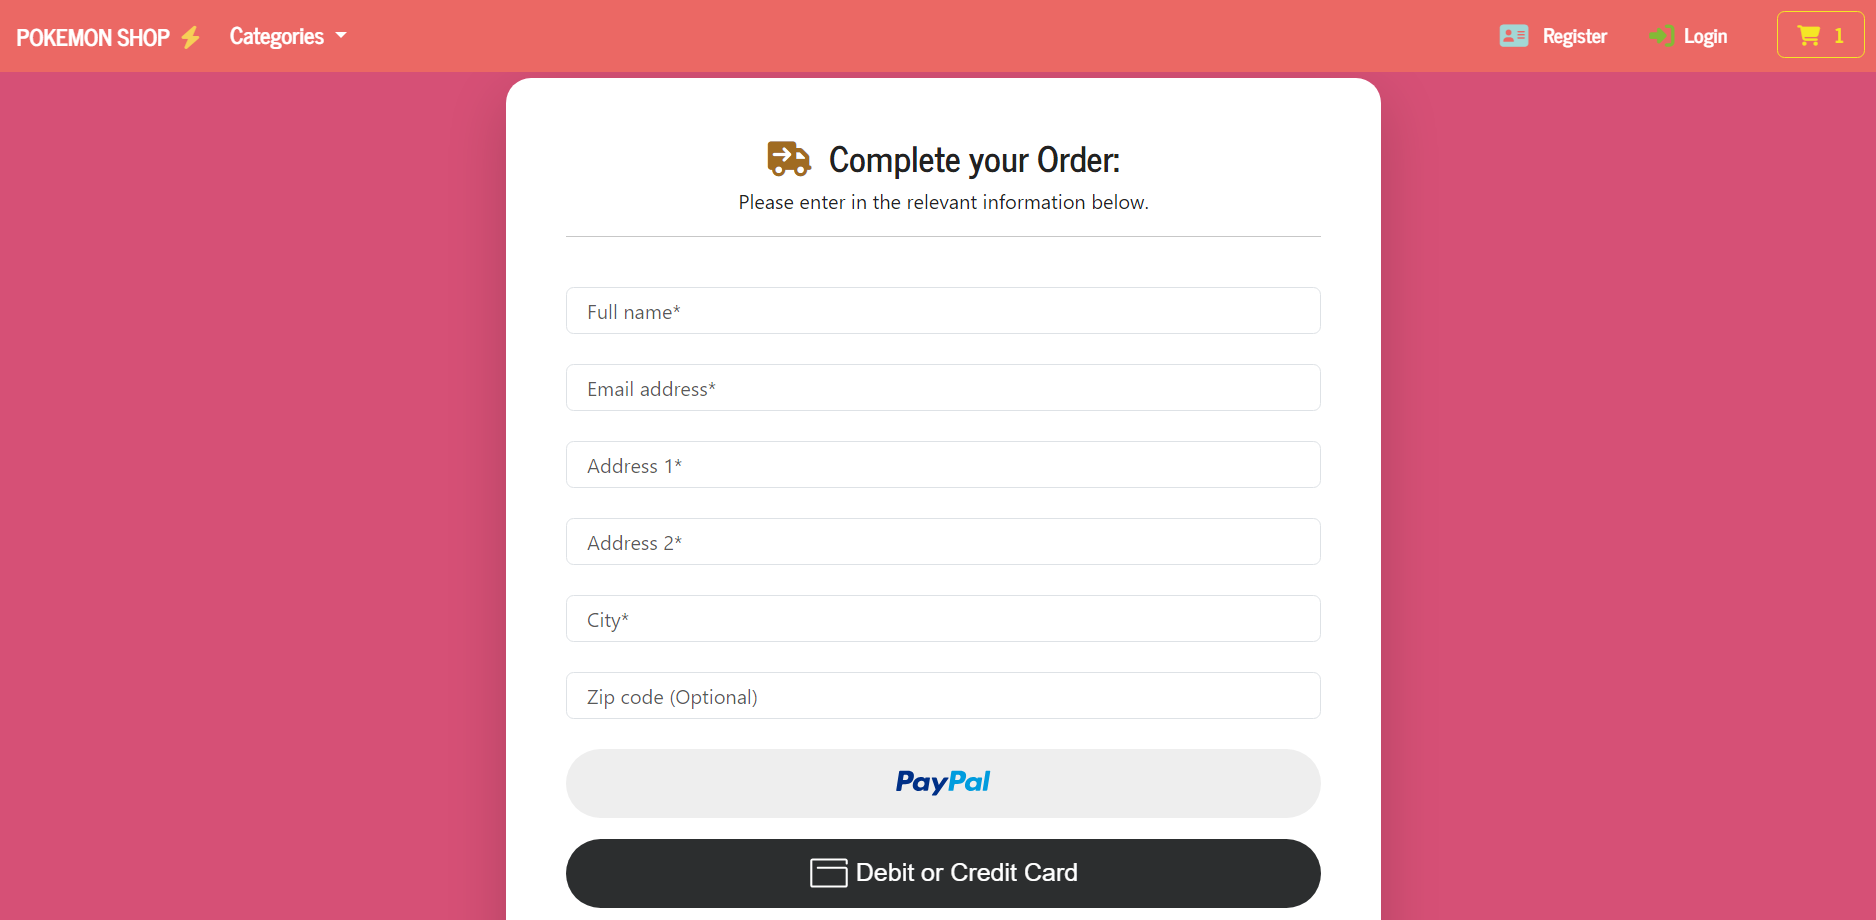 POKEMON SHOP
Categories
Register
Login
1
Complete your Order:
Please enter in the relevant information below.
Full name*
Email address*
Address 1*
Address 2*
City*
Zip code (Optional)
PayPal
Debit or Credit Card